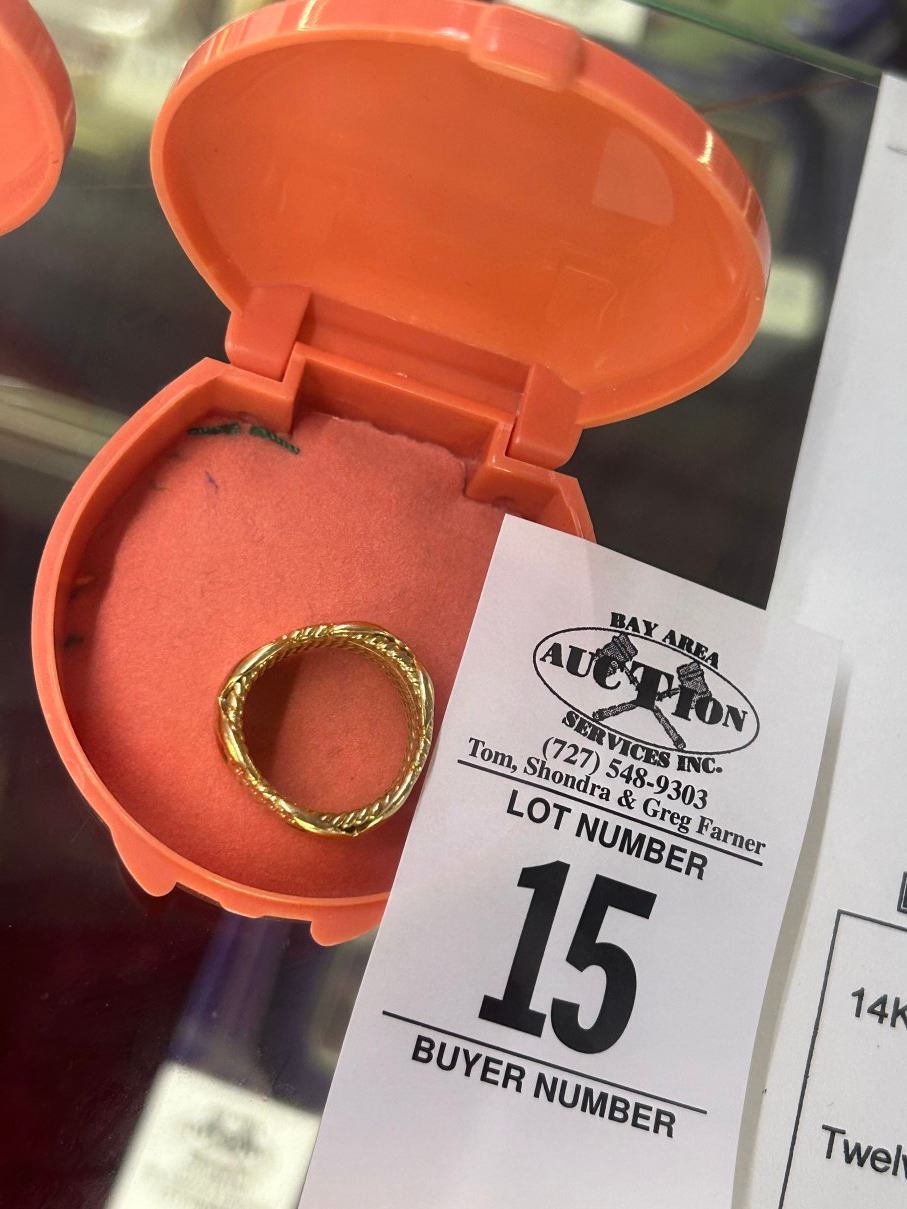 BAY AREA
AUCTION
SERVICES INC.
(727) 548-9303
Tom, Shondra & Greg Farner
LOT NUMBER
15
BUYER NUMBER
14K
Twelv